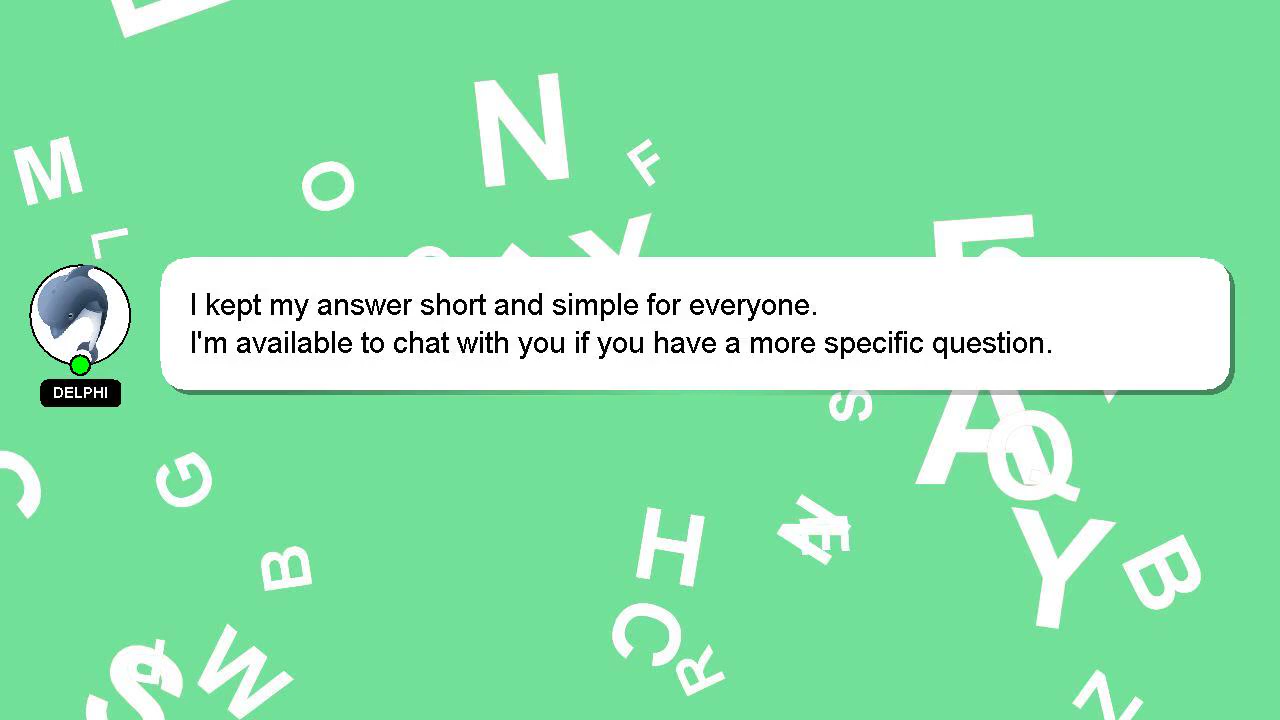 N
F
M
O
L
I kept my answer short and simple for everyone.
I'm available to chat with you if you have a more specific question.
DELPHI
S
A
Q
G
H
N
E
Y
B
B
C
R
W
S
Z